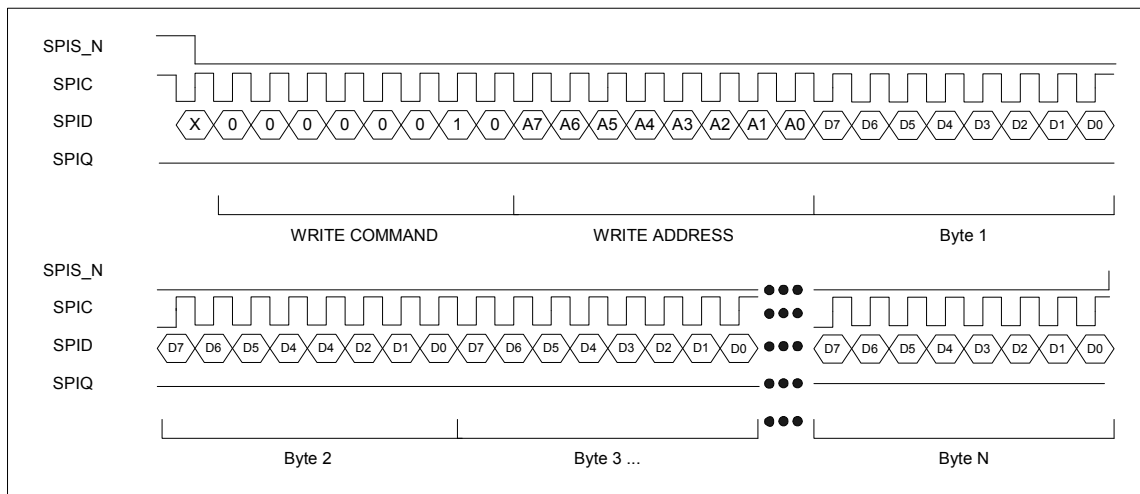 SPIS_N
SPIC
SPID X 0 0 0 0 0 0 1 0 A7 A6 A5 A4 A3 A2 A1 A0 D7 D6 D5 D4 D3 D2 D1 D0
SPIQ
WRITE COMMAND WRITE ADDRESS Byte 1
SPIS_N
SPIC
SPID D7 D6 D5 D4 D4 D2 D1 D0 D7 D6 D5 D4 D3 D2 D1 D0 D7 D6 D5 D4 D3 D2 D1 D0
SPIQ
Byte 2 Byte 3 ... Byte N